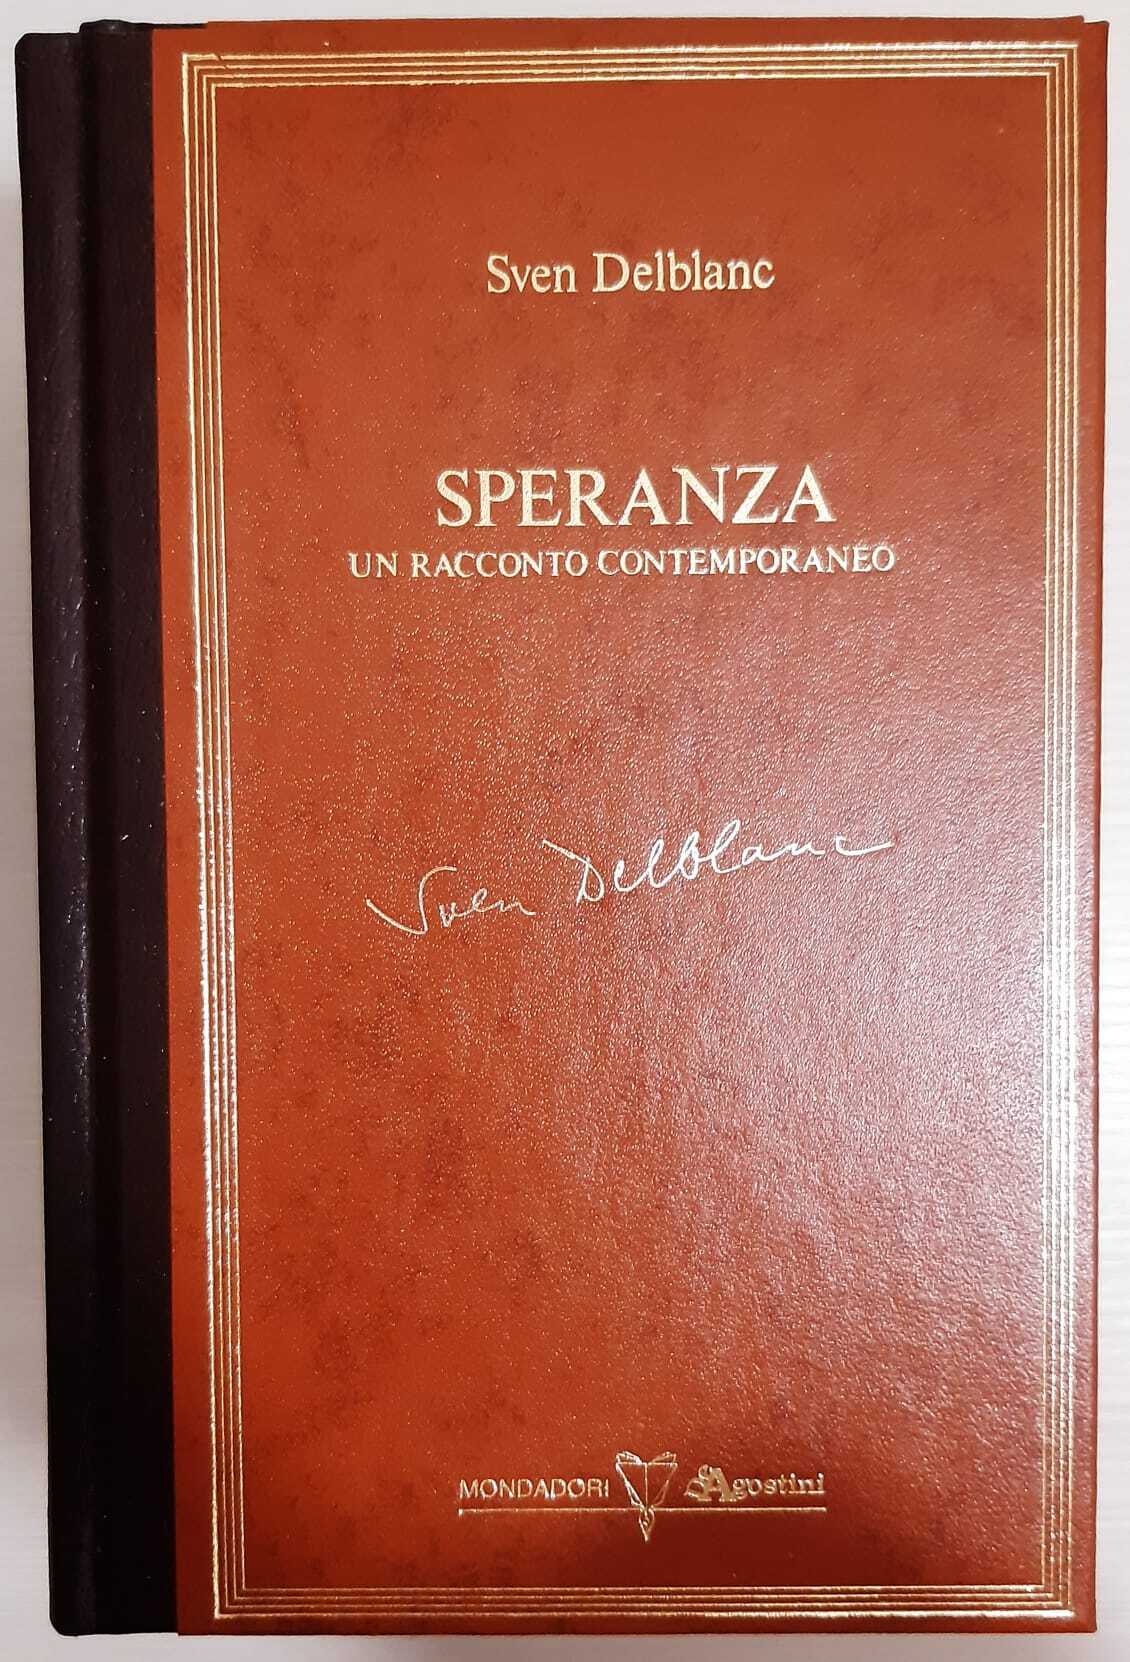 Sven Delblanc
SPERANZA
UN RACCONTO CONTEMPORANEO
Sven Delblanc
MONDADORI DeAgostini